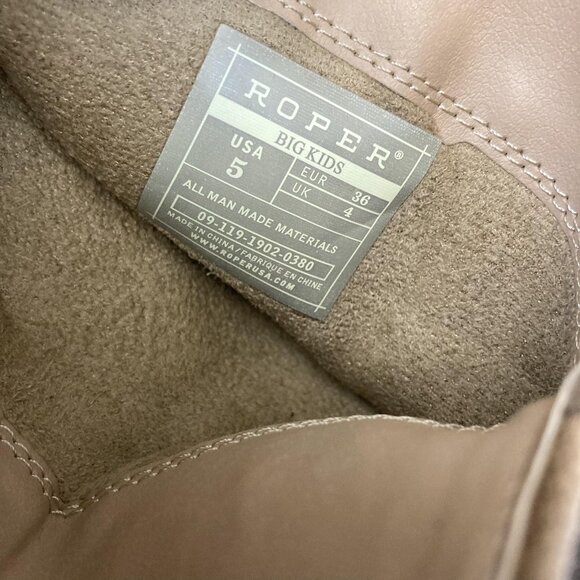 ROPER®
BIG KIDS
USA 5
EUR 36
UK 4
ALL MAN MADE MATERIALS
09-119-1902-0380
MADE IN CHINA/FABRIQUE EN CHINE
WWW.ROPERUSA.COM